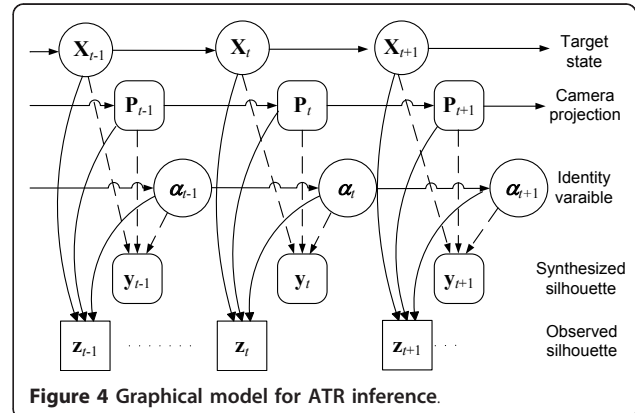 X_{t-1} X_t X_{t+1} Target state
P_{t-1} P_t P_{t+1} Camera projection
α_{t-1} α_t α_{t+1} Identity varaible
y_{t-1} y_t y_{t+1} Synthesized silhouette
z_{t-1} z_t z_{t+1} Observed silhouette
Figure 4 Graphical model for ATR inference.